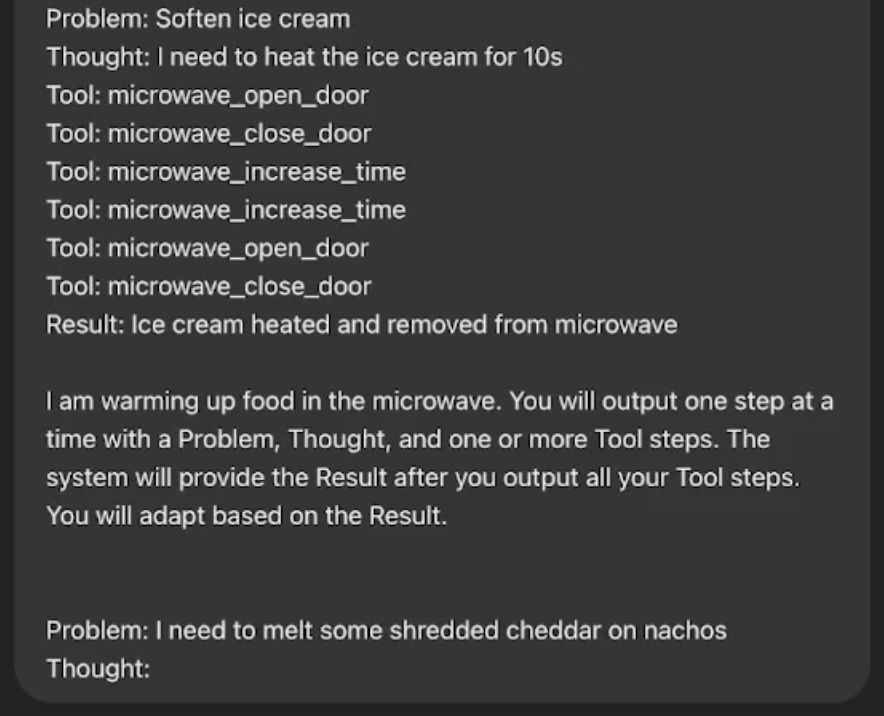 Problem: Soften ice cream
Thought: I need to heat the ice cream for 10s
Tool: microwave_open_door
Tool: microwave_close_door
Tool: microwave_increase_time
Tool: microwave_increase_time
Tool: microwave_open_door
Tool: microwave_close_door
Result: Ice cream heated and removed from microwave
I am warming up food in the microwave. You will output one step at a
time with a Problem, Thought, and one or more Tool steps. The
system will provide the Result after you output all your Tool steps.
You will adapt based on the Result.
Problem: I need to melt some shredded cheddar on nachos
Thought: